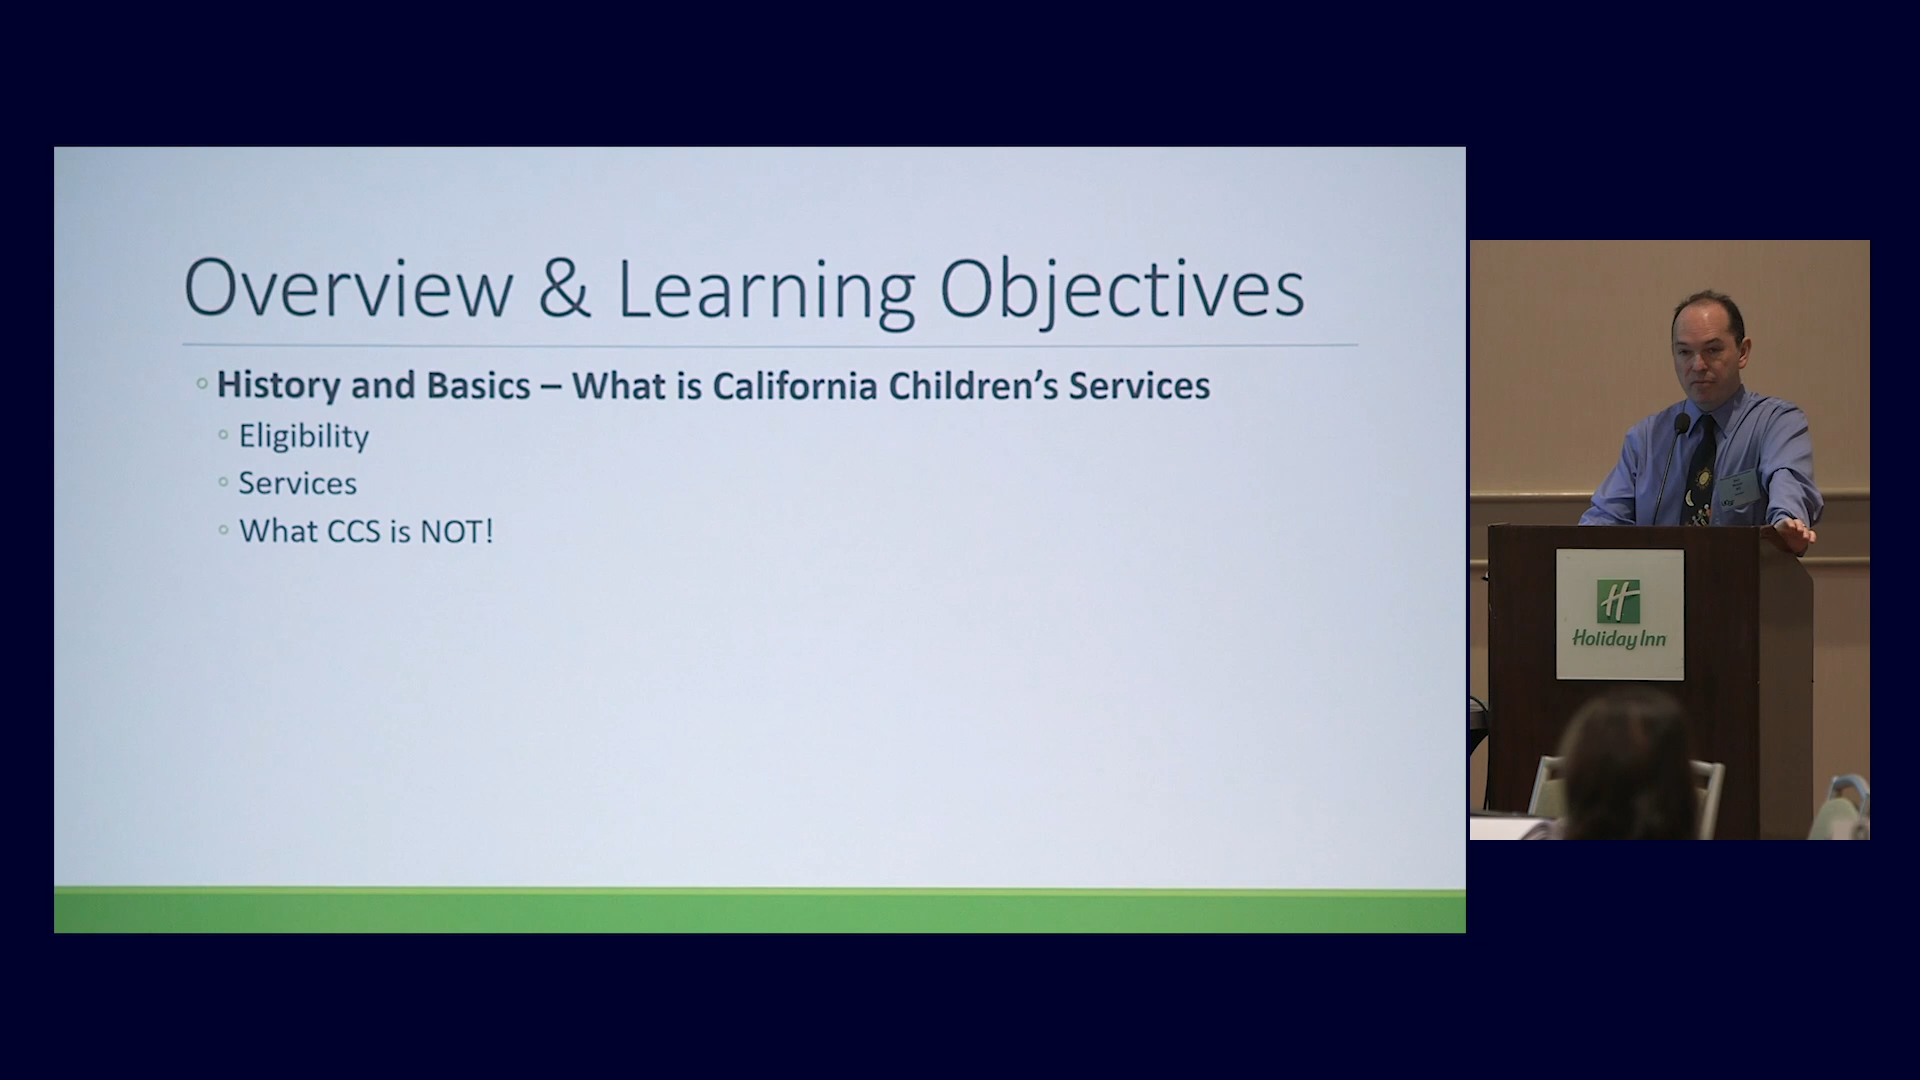 Overview & Learning Objectives
History and Basics – What is California Children's Services
Eligibility
Services
What CCS is NOT!
H
Holiday Inn